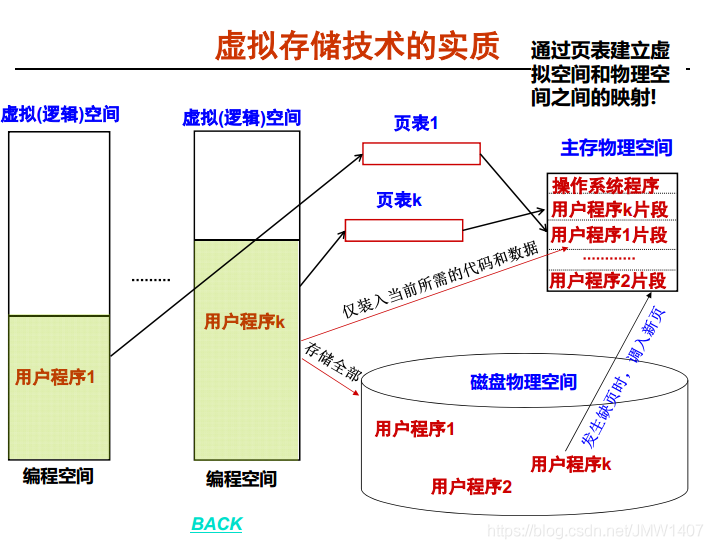 虚拟存储技术的实质
通过页表建立虚
拟空间和物理空
间之间的映射!
虚拟(逻辑)空间
虚拟(逻辑)空间
页表1
主存物理空间
页表k
操作系统程序
用户程序k片段
用户程序1片段
…………
用户程序2片段
………
仅装入当前所需的代码和数据
用户程序k
存储全部
用户程序1
发生缺页时，调入新页
磁盘物理空间
用户程序1
用户程序k
用户程序2
编程空间
编程空间
BACK
https://blog.csdn.net/JMW1407